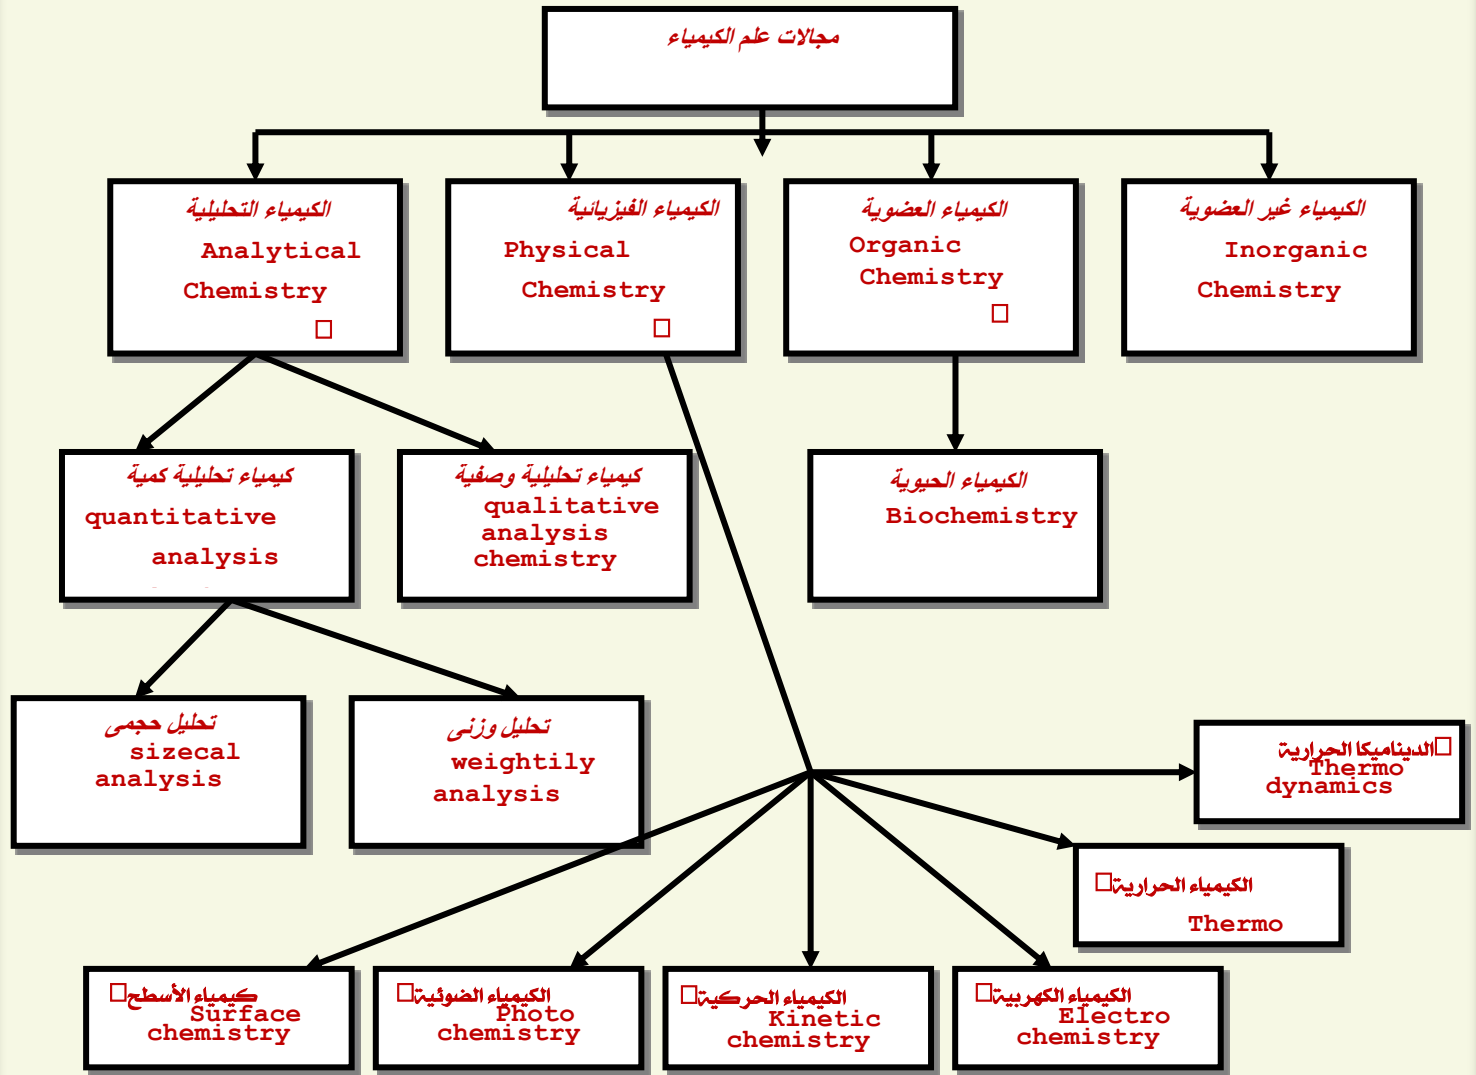 مجالات علم الكيمياء
الكيمياء غير العضوية
Inorganic
Chemistry
الكيمياء العضوية
Organic
Chemistry
الكيمياء الفيزيائية
Physical
Chemistry
الكيمياء التحليلية
Analytical
Chemistry
الكيمياء الحيوية
Biochemistry
كيمياء تحليلية وصفية
qualitative
analysis
chemistry
كيمياء تحليلية كمية
quantitative
analysis
تحليل وزنى
weightily
analysis
تحليل حجمى
sizecal
analysis
الديناميكا الحرارية
Thermo
dynamics
الكيمياء الحرارية
Thermo
الكيمياء الكهربية
Electro
chemistry
الكيمياء الحركية
Kinetic
chemistry
الكيمياء الضوئية
Photo
chemistry
كيمياء الأسطح
Surface
chemistry